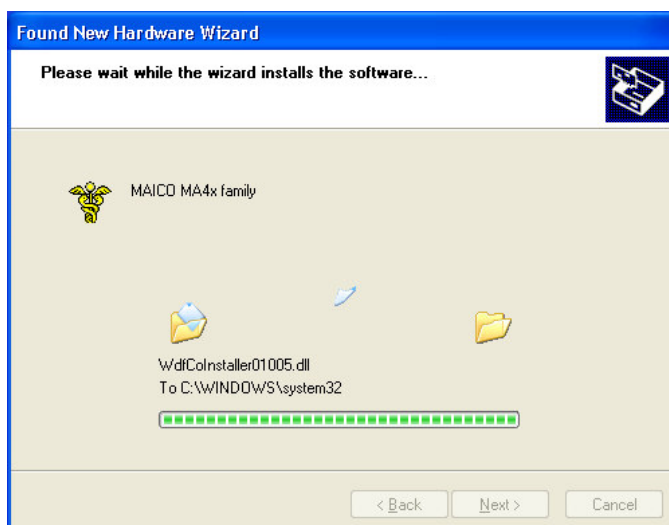 Found New Hardware Wizard
Please wait while the wizard installs the software...
MAICO MA4x family
WdfCoInstaller01005.dll
To C:\WINDOWS\system32
< Back Next > Cancel